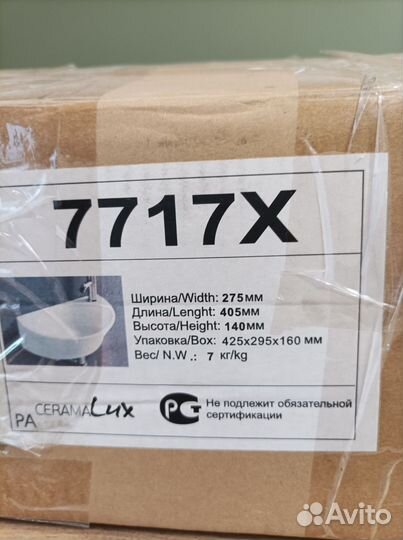 7717X
Ширина/Width: 275мм
Длина/Lenght: 405мм
Высота/Height: 140мм
Упаковка/Box: 425x295x160 мм
Вес/ N.W .: 7 кг/kg
CERAMALUX
РСТ
Не подлежит обязательной
сертификации
PA
Avito